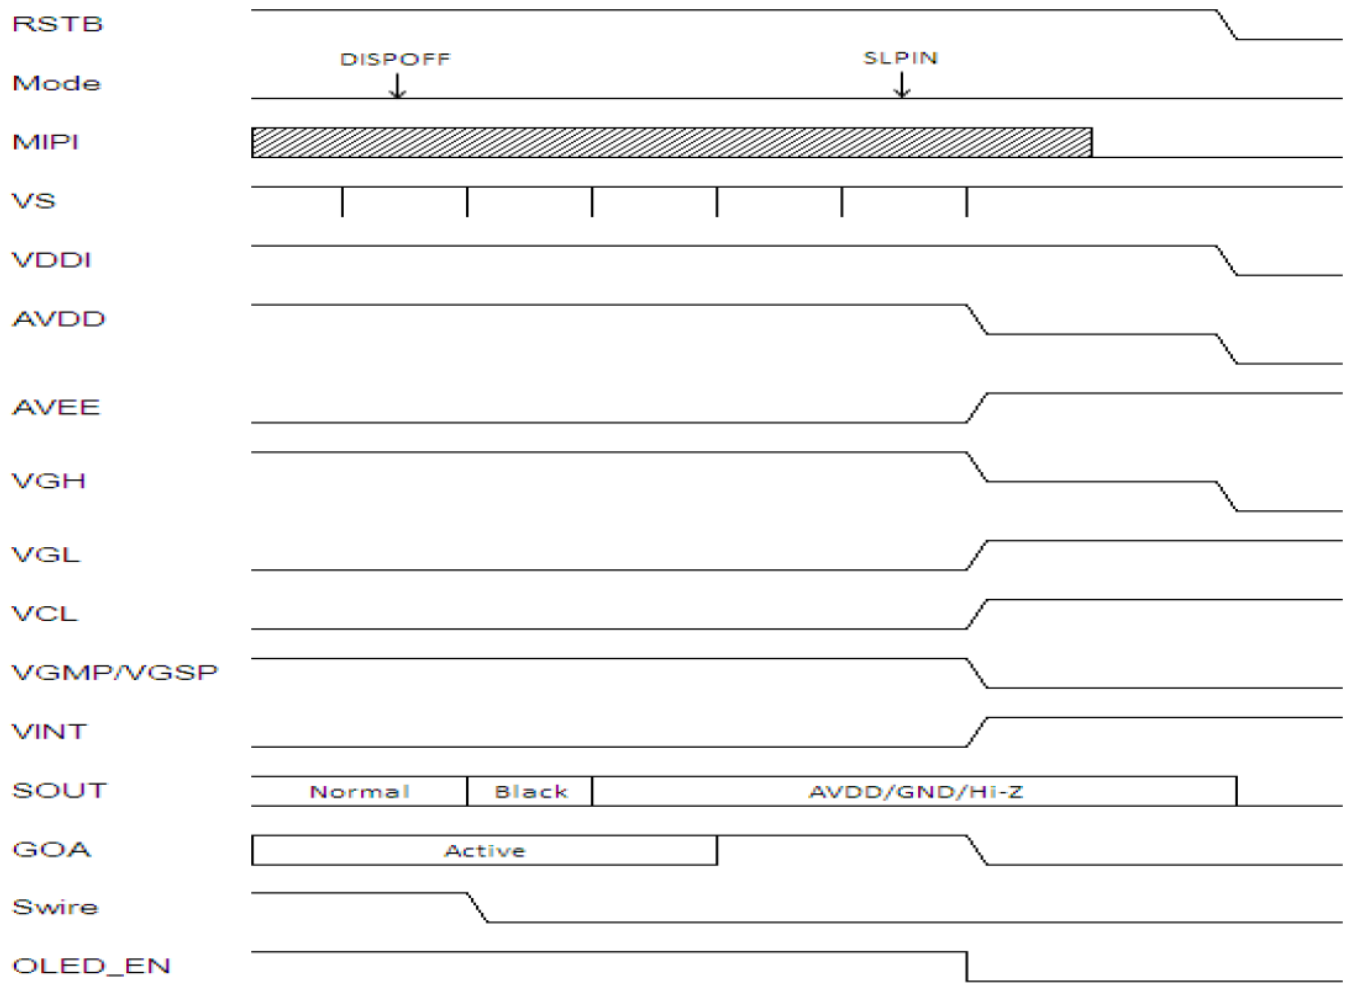 RSTB
DISPOFF
SLPIN
Mode
MIPI
VS
VDDI
AVDD
AVEE
VGH
VGL
VCL
VGMP/VGSP
VINT
SOUT
Normal
Black
AVDD/GND/Hi-Z
GOA
Active
Swire
OLED_EN